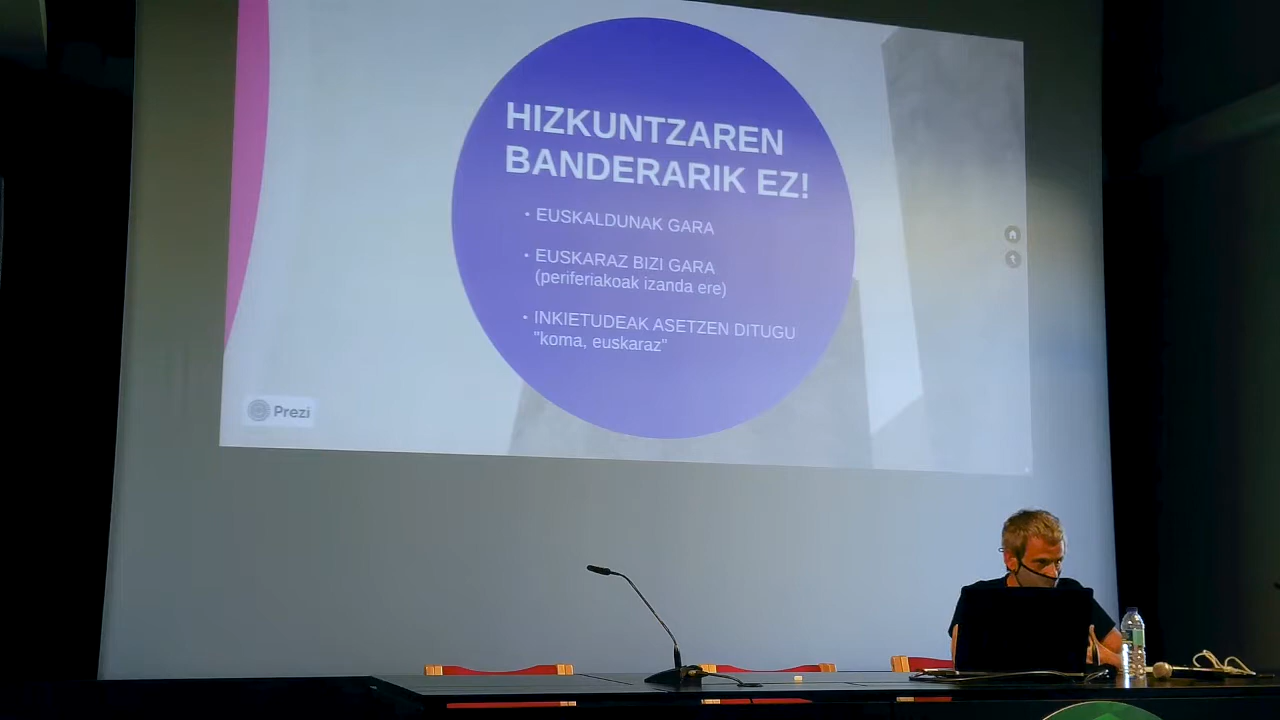 HIZKUNTZAREN
BANDERARIK EZ!
• EUSKALDUNAK GARA
• EUSKARAZ BIZI GARA
(periferiakoak izanda ere)
• INKIETUDEAK ASETZEN DITUGU
"koma, euskaraz"
Prezi